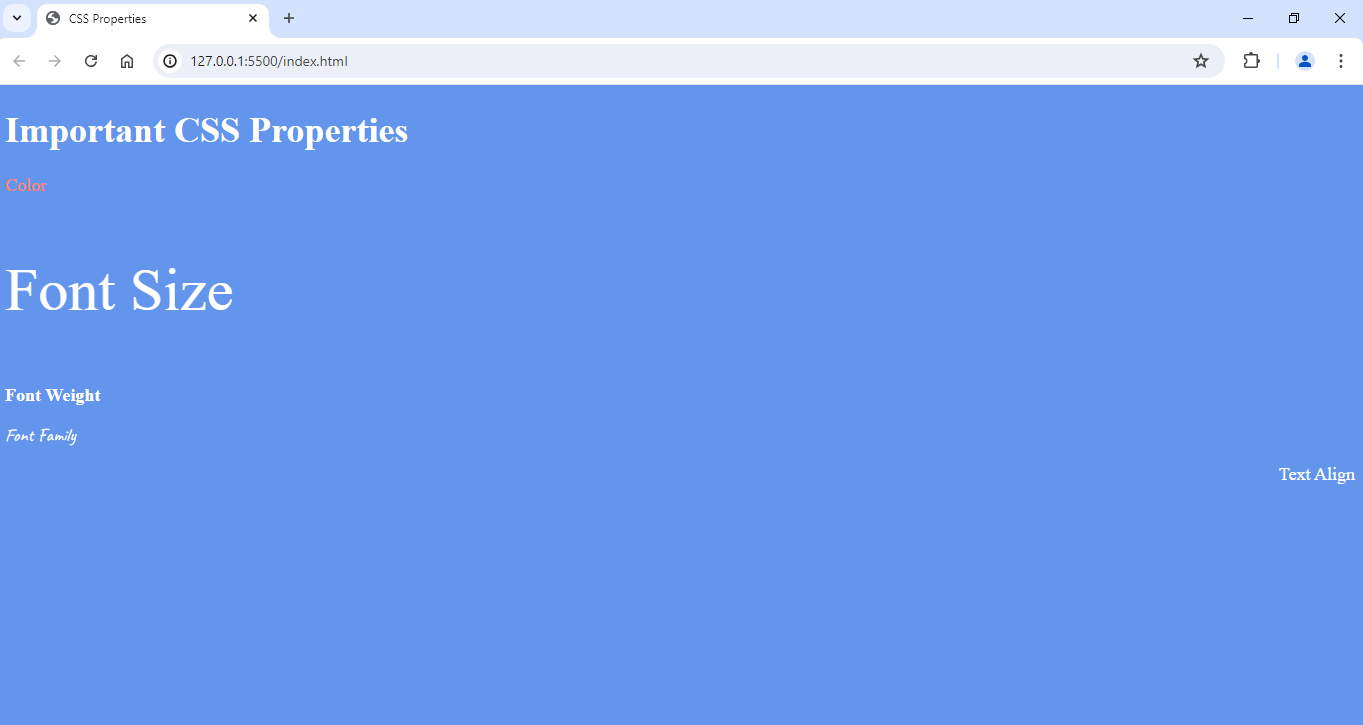 CSS Properties
127.0.0.1:5500/index.html
Important CSS Properties
Color
Font Size
Font Weight
Font Family
Text Align